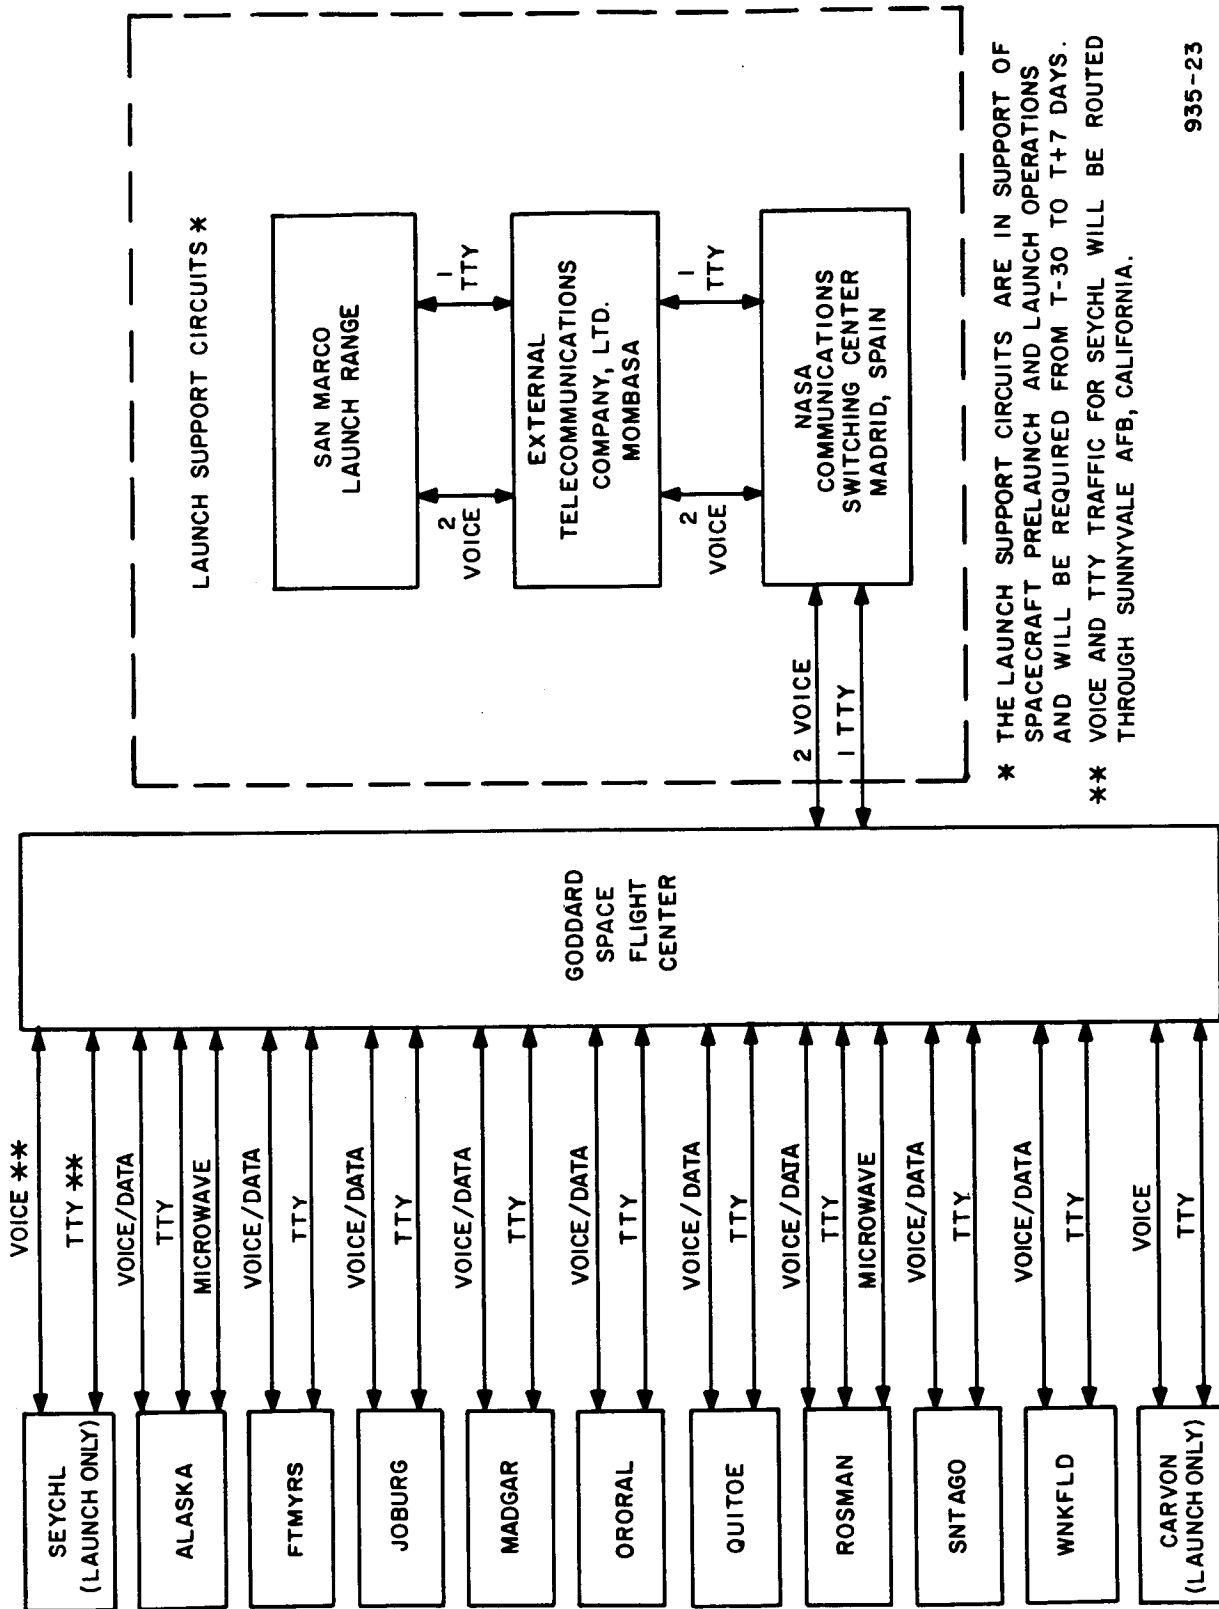 SEYCHL
(LAUNCH ONLY)
VOICE **
TTY **
ALASKA
VOICE/DATA
TTY
MICROWAVE
FTMYRS
VOICE/DATA
TTY
JOBURG
VOICE/DATA
TTY
MADGAR
VOICE/DATA
TTY
ORORAL
VOICE/DATA
TTY
QUITOE
VOICE/DATA
TTY
ROSMAN
VOICE/DATA
TTY
MICROWAVE
SNTAGO
VOICE/DATA
TTY
WNKFLD
VOICE/DATA
TTY
CARVON
(LAUNCH ONLY)
VOICE
TTY
GODDARD
SPACE
FLIGHT
CENTER
2 VOICE
1 TTY
LAUNCH SUPPORT CIRCUITS *
SAN MARCO
LAUNCH RANGE
2
VOICE
1
TTY
EXTERNAL
TELECOMMUNICATIONS
COMPANY, LTD.
MOMBASA
2
VOICE
1
TTY
NASA
COMMUNICATIONS
SWITCHING CENTER
MADRID, SPAIN
* THE LAUNCH SUPPORT CIRCUITS ARE IN SUPPORT OF
SPACECRAFT PRELAUNCH AND LAUNCH OPERATIONS
AND WILL BE REQUIRED FROM T-30 TO T+7 DAYS.
** VOICE AND TTY TRAFFIC FOR SEYCHL WILL BE ROUTED
THROUGH SUNNYVALE AFB, CALIFORNIA.
935-23